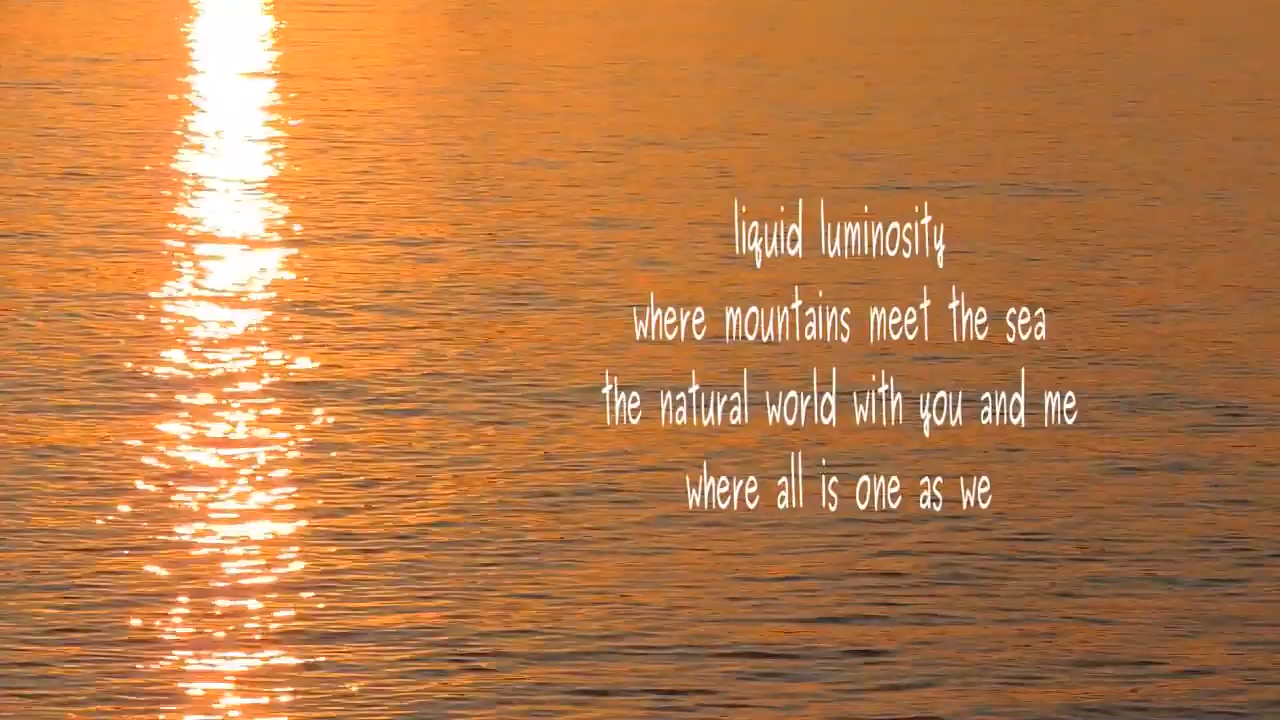 liquid luminosity
where mountains meet the sea
the natural world with you and me
where all is one as we